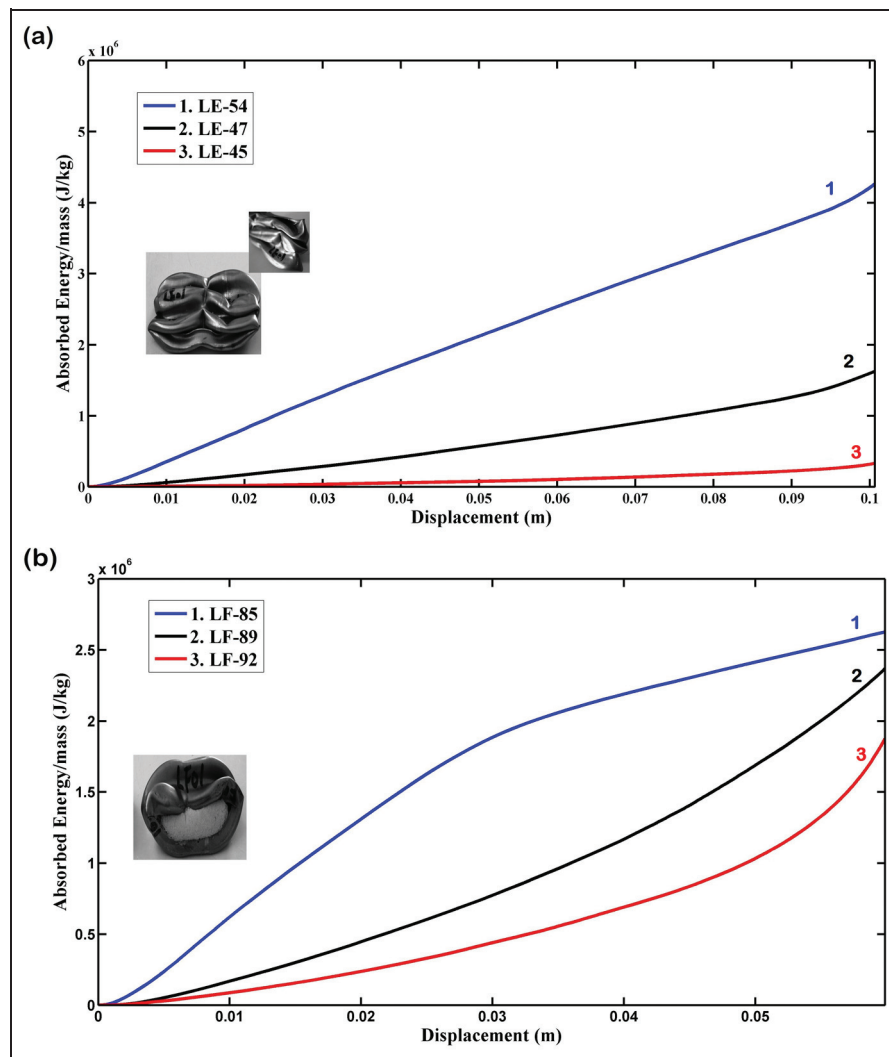 (a)
x 10⁶
6
5
4
3
2
1
0
Absorbed Energy/mass (J/kg)
1. LE-54
2. LE-47
3. LE-45
1
2
3
0 0.01 0.02 0.03 0.04 0.05 0.06 0.07 0.08 0.09 0.1
Displacement (m)
(b)
x 10⁶
3
2.5
2
1.5
1
0.5
0
Absorbed Energy/mass (J/kg)
1. LF-85
2. LF-89
3. LF-92
LF01
1
2
3
0 0.01 0.02 0.03 0.04 0.05
Displacement (m)